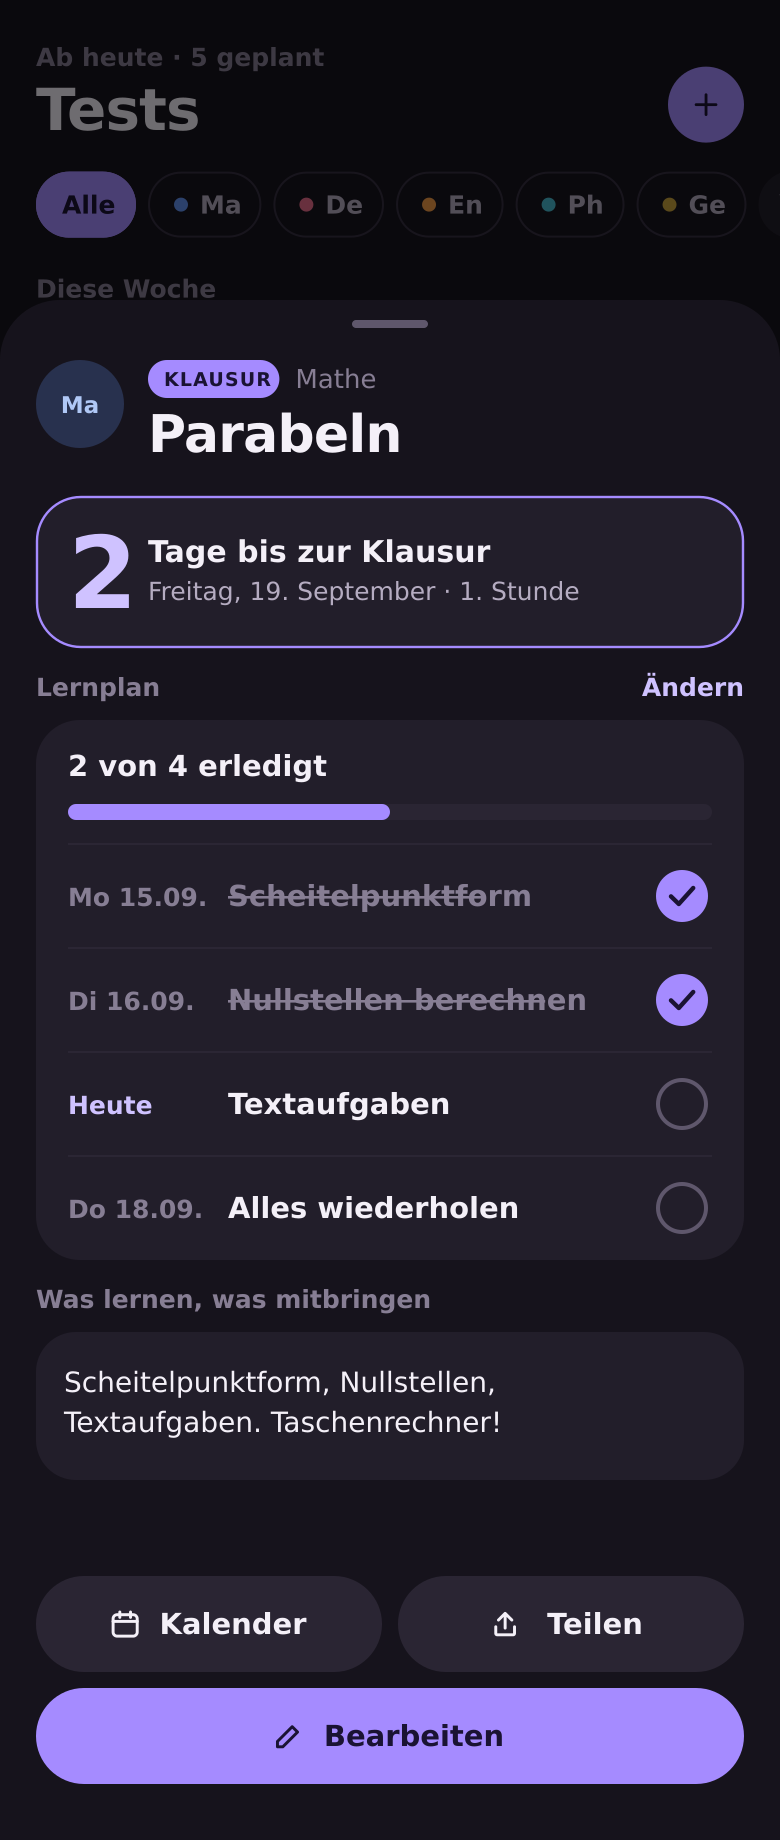 Ab heute · 5 geplant
Tests
Alle
Ma
De
En
Ph
Ge
Diese Woche
Ma
KLAUSUR
Mathe
Parabeln
2
Tage bis zur Klausur
Freitag, 19. September · 1. Stunde
Lernplan
Ändern
2 von 4 erledigt
Mo 15.09.
Scheitelpunktform
Di 16.09.
Nullstellen berechnen
Heute
Textaufgaben
Do 18.09.
Alles wiederholen
Was lernen, was mitbringen
Scheitelpunktform, Nullstellen,
Textaufgaben. Taschenrechner!
Kalender
Teilen
Bearbeiten